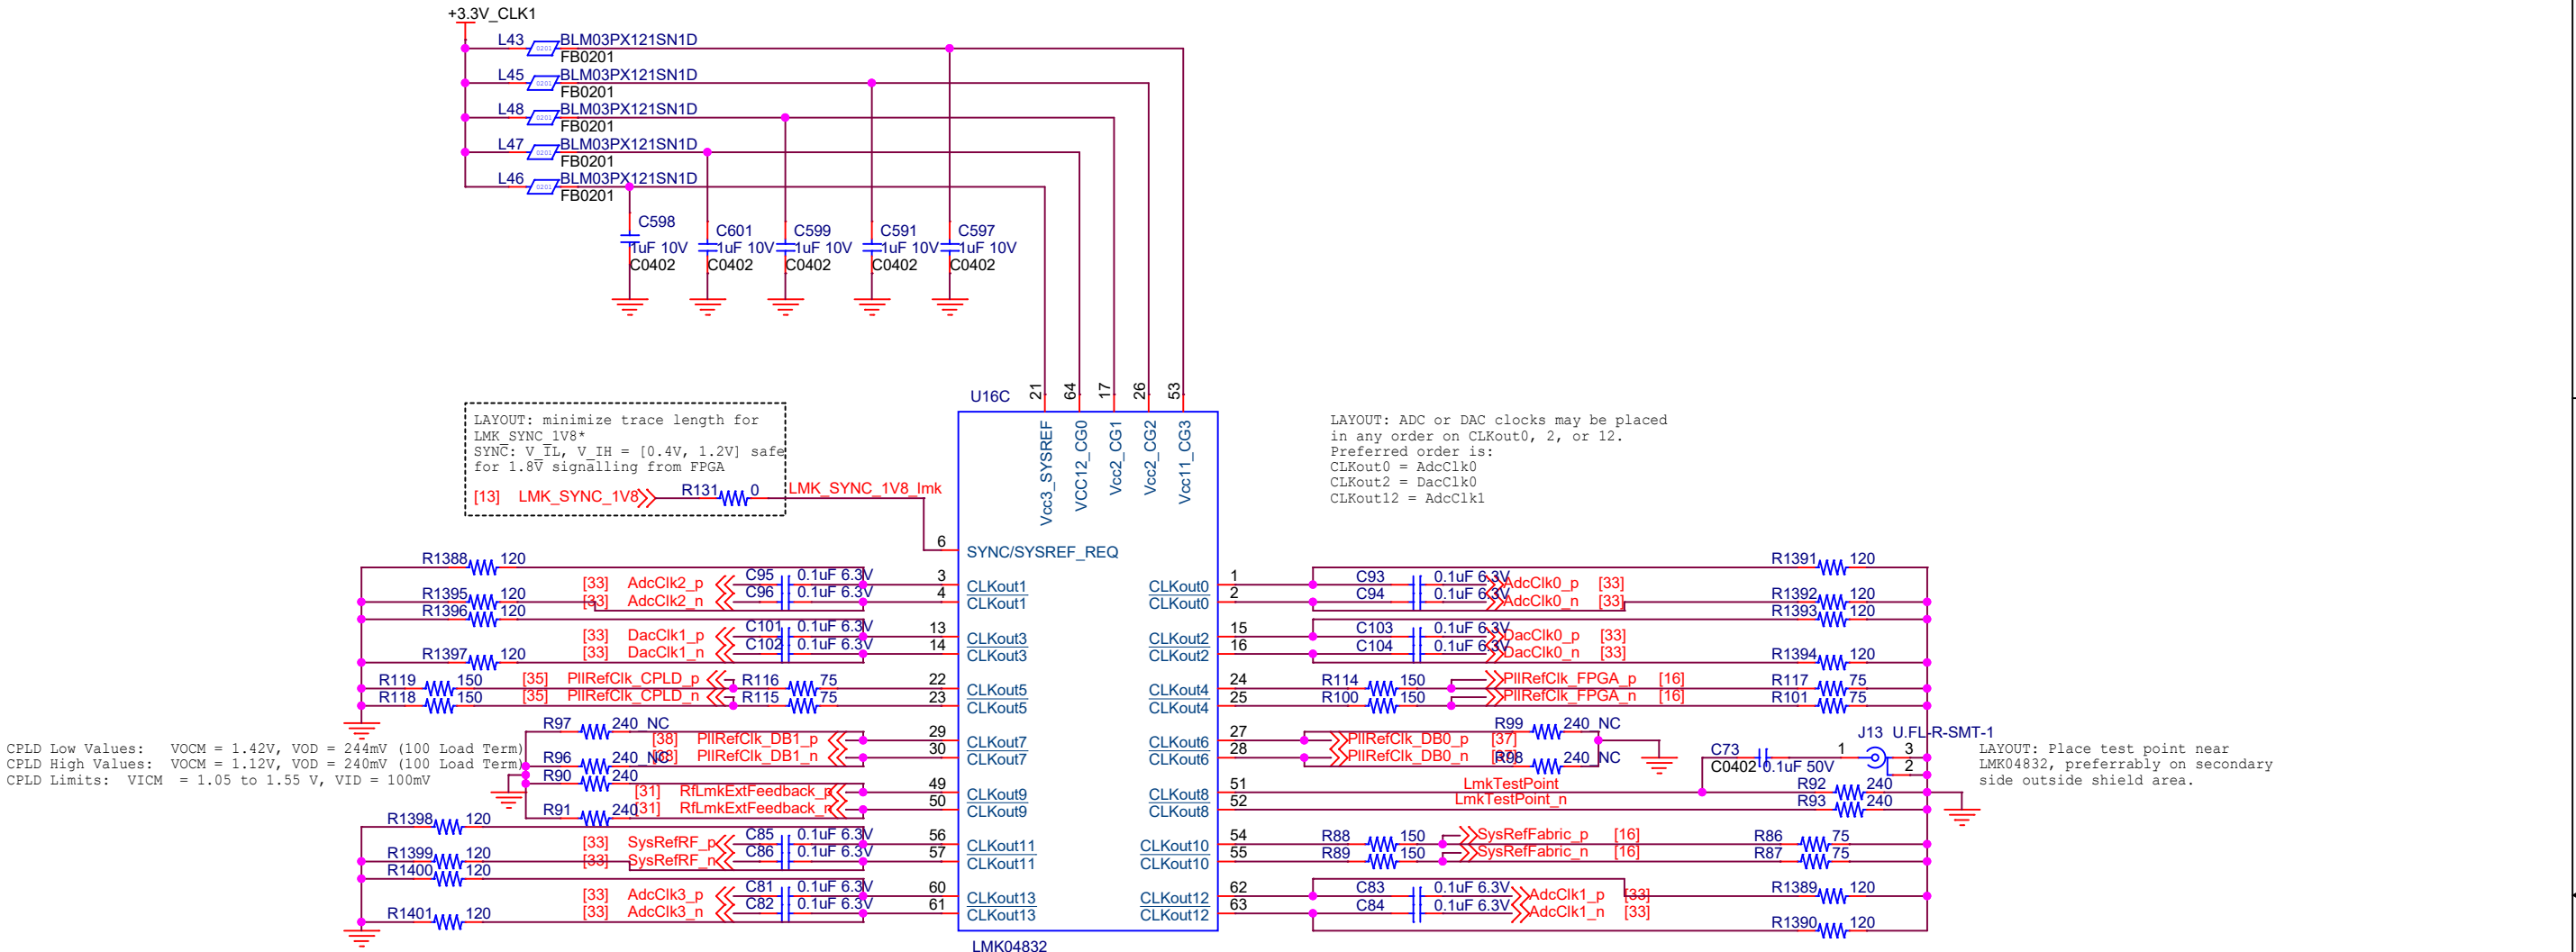 +3.3V_CLK1
L43 0201 BLM03PX121SN1D
FB0201
L45 0201 BLM03PX121SN1D
FB0201
L48 0201 BLM03PX121SN1D
FB0201
L47 0201 BLM03PX121SN1D
FB0201
L46 0201 BLM03PX121SN1D
FB0201
C598
1uF 10V
C0402
C601
1uF 10V
C0402
C599
1uF 10V
C0402
C591
1uF 10V
C0402
C597
1uF 10V
C0402
U16C
21 64 17 26 53
Vcc3_SYSREF
VCC12_CG0
Vcc2_CG1
Vcc2_CG2
Vcc11_CG3
LAYOUT: minimize trace length for
LMK_SYNC_1V8*
SYNC: V_IL, V_IH = [0.4V, 1.2V] safe
for 1.8V signalling from FPGA
[13] LMK_SYNC_1V8 R131 0 LMK_SYNC_1V8_lmk
LAYOUT: ADC or DAC clocks may be placed
in any order on CLKout0, 2, or 12.
Preferred order is:
CLKout0 = AdcClk0
CLKout2 = DacClk0
CLKout12 = AdcClk1
6 SYNC/SYSREF_REQ
R1388 120
[33] AdcClk2_p C95 0.1uF 6.3V 3 CLKout1
R1395 120 [33] AdcClk2_n C96 0.1uF 6.3V 4 CLKout1
R1396 120
[33] DacClk1_p C101 0.1uF 6.3V 13 CLKout3
R1397 120 [33] DacClk1_n C102 0.1uF 6.3V 14 CLKout3
R119 150 [35] PllRefClk_CPLD_p R116 75 22 CLKout5
R118 150 [35] PllRefClk_CPLD_n R115 75 23 CLKout5
R97 240_NC
[38] PllRefClk_DB1_p 29 CLKout7
R96 240_NC [38] PllRefClk_DB1_n 30 CLKout7
R90 240
[31] RfLmkExtFeedback_p 49 CLKout9
R91 240 [31] RfLmkExtFeedback_n 50 CLKout9
CPLD Low Values: VOCM = 1.42V, VOD = 244mV (100 Load Term)
CPLD High Values: VOCM = 1.12V, VOD = 240mV (100 Load Term)
CPLD Limits: VICM = 1.05 to 1.55 V, VID = 100mV
R1398 120
[33] SysRefRF_p C85 0.1uF 6.3V 56 CLKout11
R1399 120 [33] SysRefRF_n C86 0.1uF 6.3V 57 CLKout11
R1400 120
[33] AdcClk3_p C81 0.1uF 6.3V 60 CLKout13
R1401 120 [33] AdcClk3_n C82 0.1uF 6.3V 61 CLKout13
LMK04832
R1391 120
CLKout0 1 C93 0.1uF 6.3V AdcClk0_p [33]
CLKout0 2 C94 0.1uF 6.3V AdcClk0_n [33] R1392 120
R1393 120
CLKout2 15 C103 0.1uF 6.3V DacClk0_p [33]
CLKout2 16 C104 0.1uF 6.3V DacClk0_n [33] R1394 120
CLKout4 24 R114 150 PllRefClk_FPGA_p [16] R117 75
CLKout4 25 R100 150 PllRefClk_FPGA_n [16] R101 75
R99 240_NC
CLKout6 27 PllRefClk_DB0_p [37]
CLKout6 28 PllRefClk_DB0_n R98 240_NC
J13 U.FL-R-SMT-1
C73 1 3
C0402 0.1uF 50V 2
LAYOUT: Place test point near
LMK04832, preferrably on secondary
side outside shield area.
CLKout8 51 LmkTestPoint R92 240
CLKout8 52 LmkTestPoint_n R93 240
CLKout10 54 R88 150 SysRefFabric_p [16] R86 75
CLKout10 55 R89 150 SysRefFabric_n [16] R87 75
CLKout12 62 C83 0.1uF 6.3V AdcClk1_p [33] R1389 120
CLKout12 63 C84 0.1uF 6.3V AdcClk1_n [33]
R1390 120